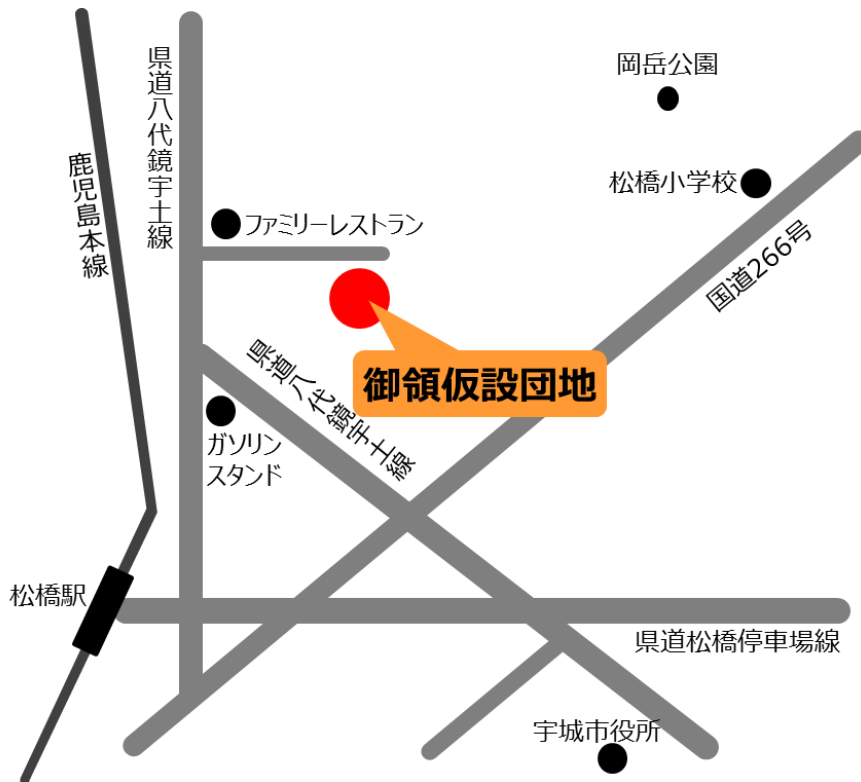 岡岳公園
県道八代鏡宇土線
鹿児島本線
松橋小学校
ファミリーレストラン
国道266号
御領仮設団地
県道八代鏡宇土線
ガソリン
スタンド
松橋駅
県道松橋停車場線
宇城市役所